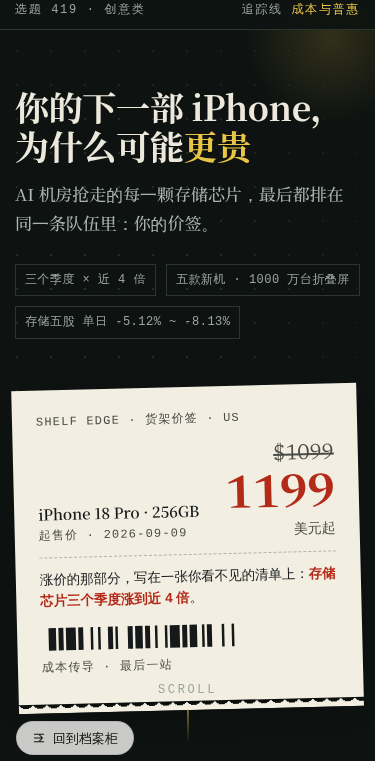 选题 419 · 创意类
追踪线 成本与普惠
你的下一部 iPhone,
为什么可能更贵
AI 机房抢走的每一颗存储芯片，最后都排在
同一条队伍里：你的价签。
三个季度 × 近 4 倍
五款新机 · 1000 万台折叠屏
存储五股 单日 -5.12% ~ -8.13%
SHELF EDGE · 货架价签 · US
$1099
1199
iPhone 18 Pro · 256GB
起售价 · 2026-09-09
美元起
涨价的那部分，写在一张你看不见的清单上：存储
芯片三个季度涨到近 4 倍。
成本传导 · 最后一站
SCROLL
回到档案柜